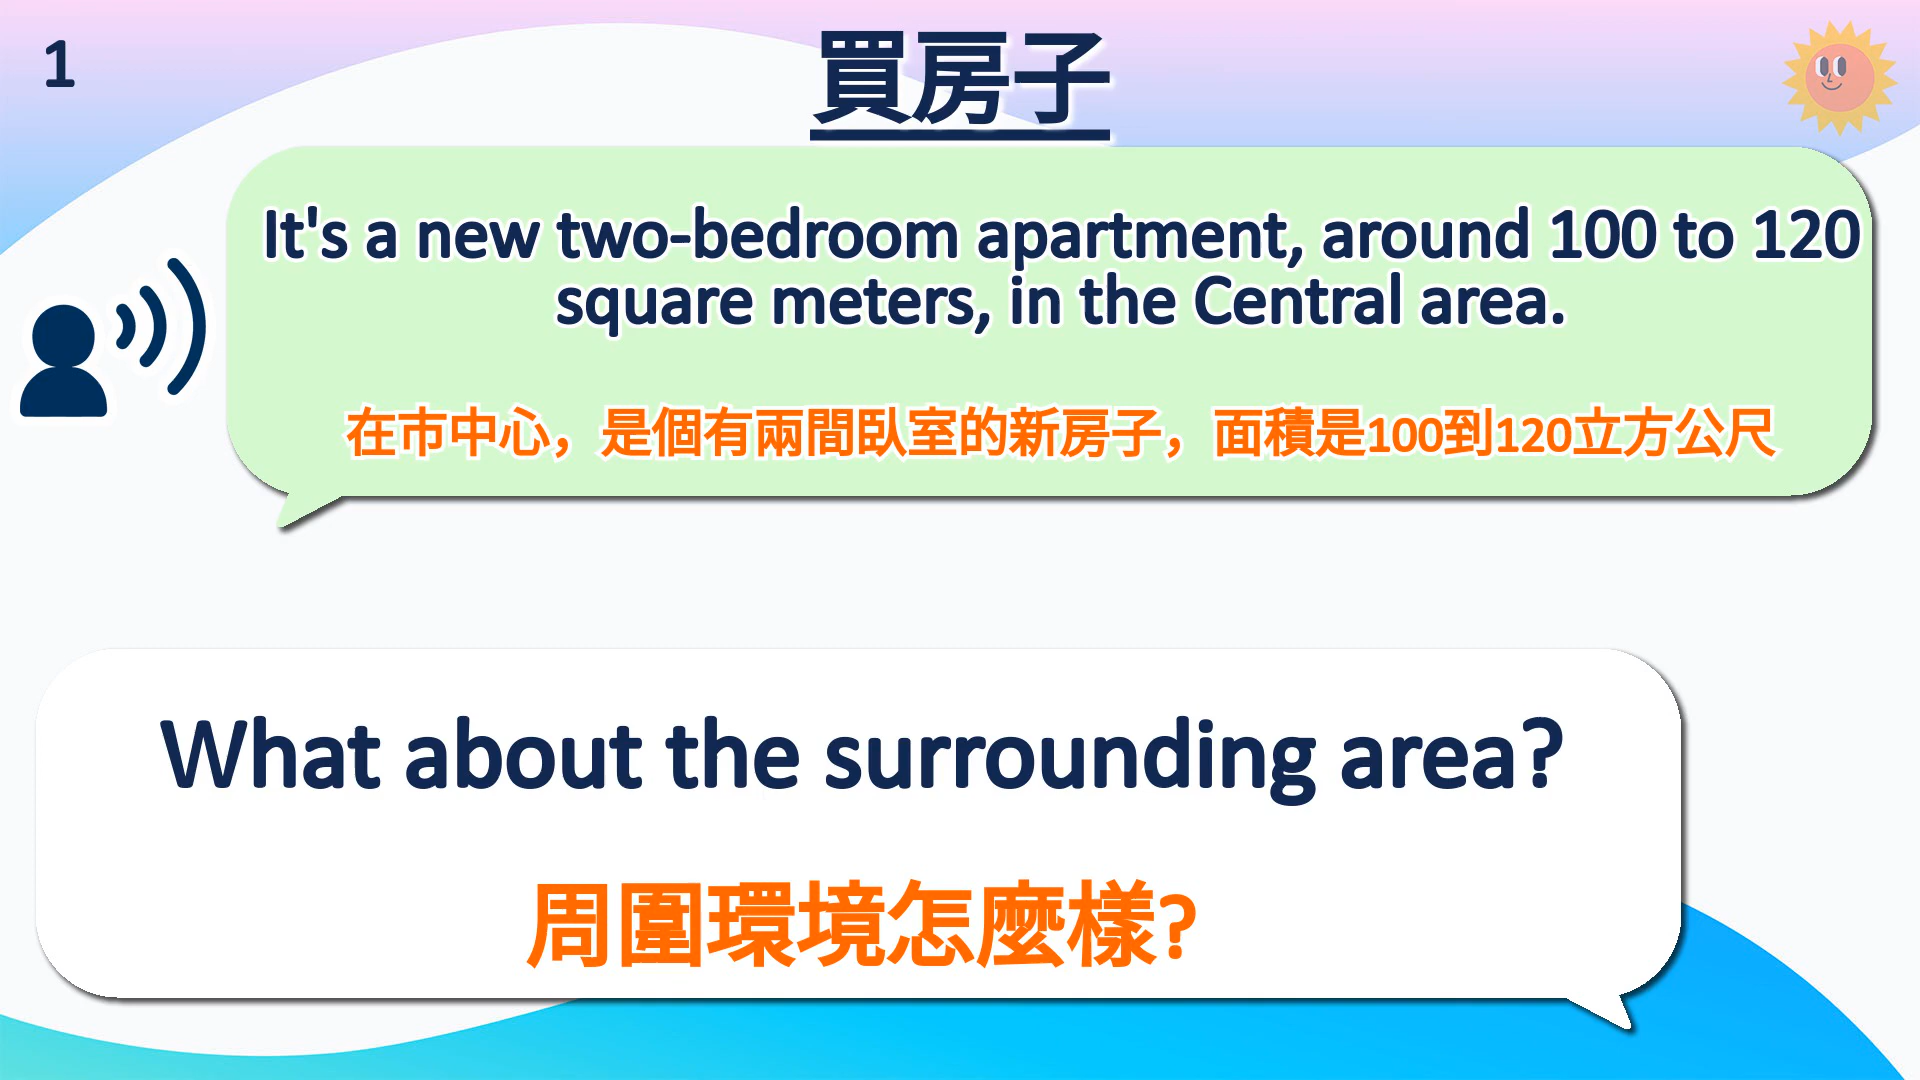 1
買房子
It's a new two-bedroom apartment, around 100 to 120
square meters, in the Central area.
在市中心，是個有兩間臥室的新房子，面積是100到120立方公尺
What about the surrounding area?
周圍環境怎麼樣?